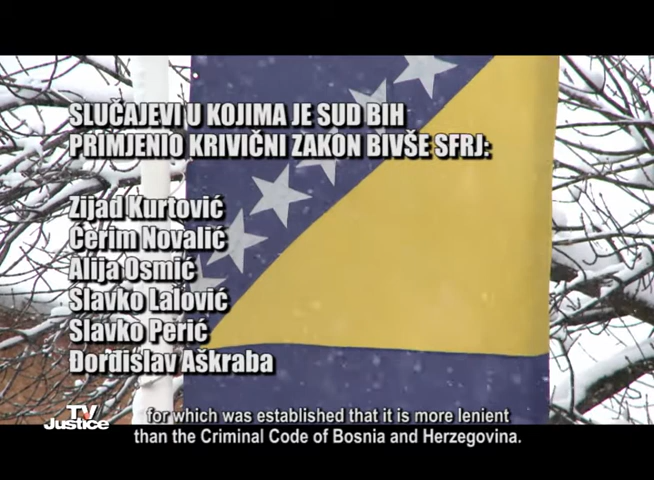 SLUČAJEVI U KOJIMA JE SUD BIH
PRIMJENIO KRIVIČNI ZAKON BIVŠE SFRJ:
Zijad Kurtović
Ćerim Novalić
Alija Osmić
Slavko Lalović
Slavko Perić
Đorđislav Aškraba
TV
Justice
for which was established that it is more lenient
than the Criminal Code of Bosnia and Herzegovina.